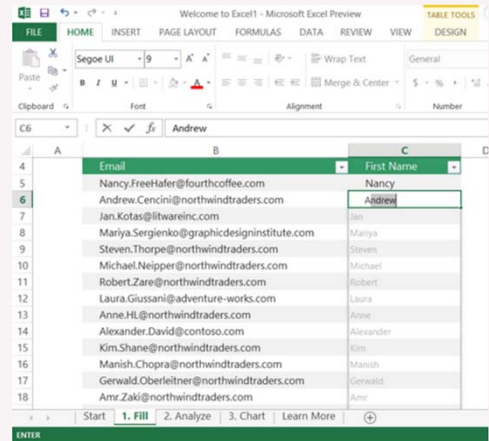 Welcome to Excel1 - Microsoft Excel Preview
TABLE TOOLS
FILE HOME INSERT PAGE LAYOUT FORMULAS DATA REVIEW VIEW DESIGN
Segoe UI 9 A A Wrap Text General
Paste B I U A Merge & Center $ %
Clipboard Font Alignment Number
C6 fx Andrew
A B C D
4 Email First Name
5 Nancy.FreeHafer@fourthcoffee.com Nancy
6 Andrew.Cencini@northwindtraders.com Andrew
7 Jan.Kotas@litwareinc.com Jan
8 Mariya.Sergienko@graphicdesigninstitute.com Mariya
9 Steven.Thorpe@northwindtraders.com Steven
10 Michael.Neipper@northwindtraders.com Michael
11 Robert.Zare@northwindtraders.com Robert
12 Laura.Giussani@adventure-works.com Laura
13 Anne.HL@northwindtraders.com Anne
14 Alexander.David@contoso.com Alexander
15 Kim.Shane@northwindtraders.com Kim
16 Manish.Chopra@northwindtraders.com Manish
17 Gerwald.Oberleitner@northwindtraders.com Gerwald
18 Amr.Zaki@northwindtraders.com Amr
Start 1. Fill 2. Analyze 3. Chart Learn More
ENTER